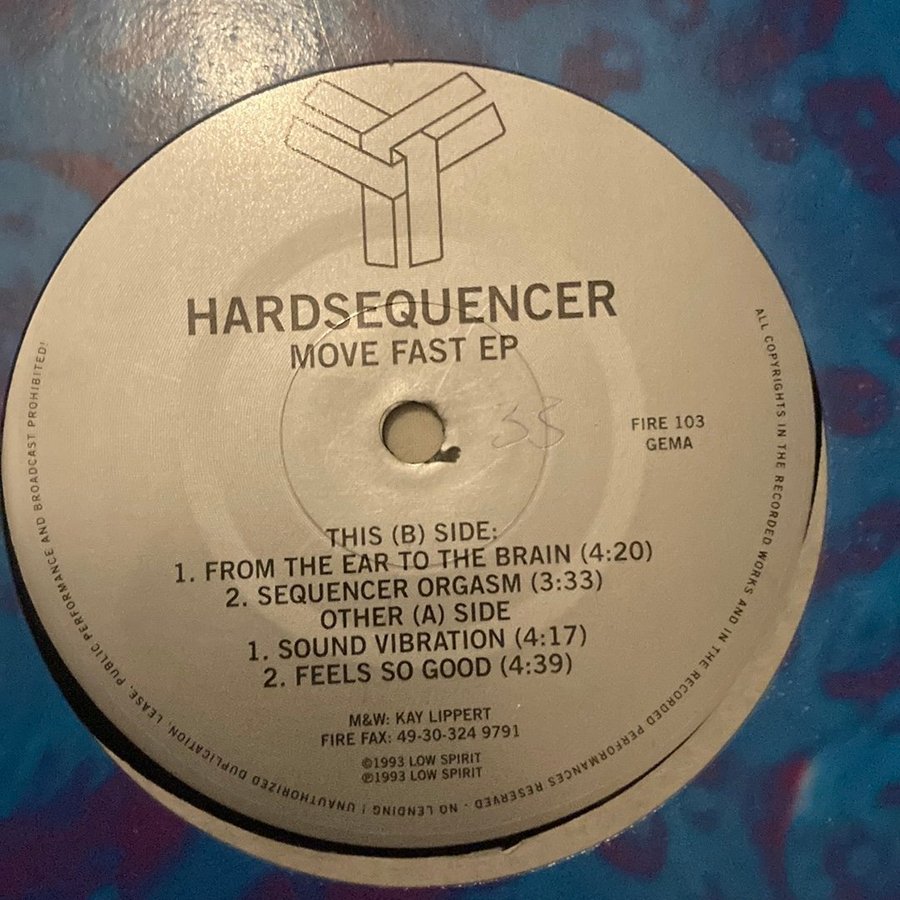 HARDSEQUENCER
MOVE FAST EP
33
FIRE 103
GEMA
THIS (B) SIDE:
1. FROM THE EAR TO THE BRAIN (4:20)
2. SEQUENCER ORGASM (3:33)
OTHER (A) SIDE
1. SOUND VIBRATION (4:17)
2. FEELS SO GOOD (4:39)
M&W: KAY LIPPERT
FIRE FAX: 49-30-324 9791
©1993 LOW SPIRIT
℗1993 LOW SPIRIT
ALL COPYRIGHTS IN THE RECORDED WORKS AND IN THE RECORDED PERFORMANCES RESERVED - NO LENDING! UNAUTHORIZED DUPLICATION, LEASE, PUBLIC PERFORMANCE AND BROADCAST PROHIBITED!